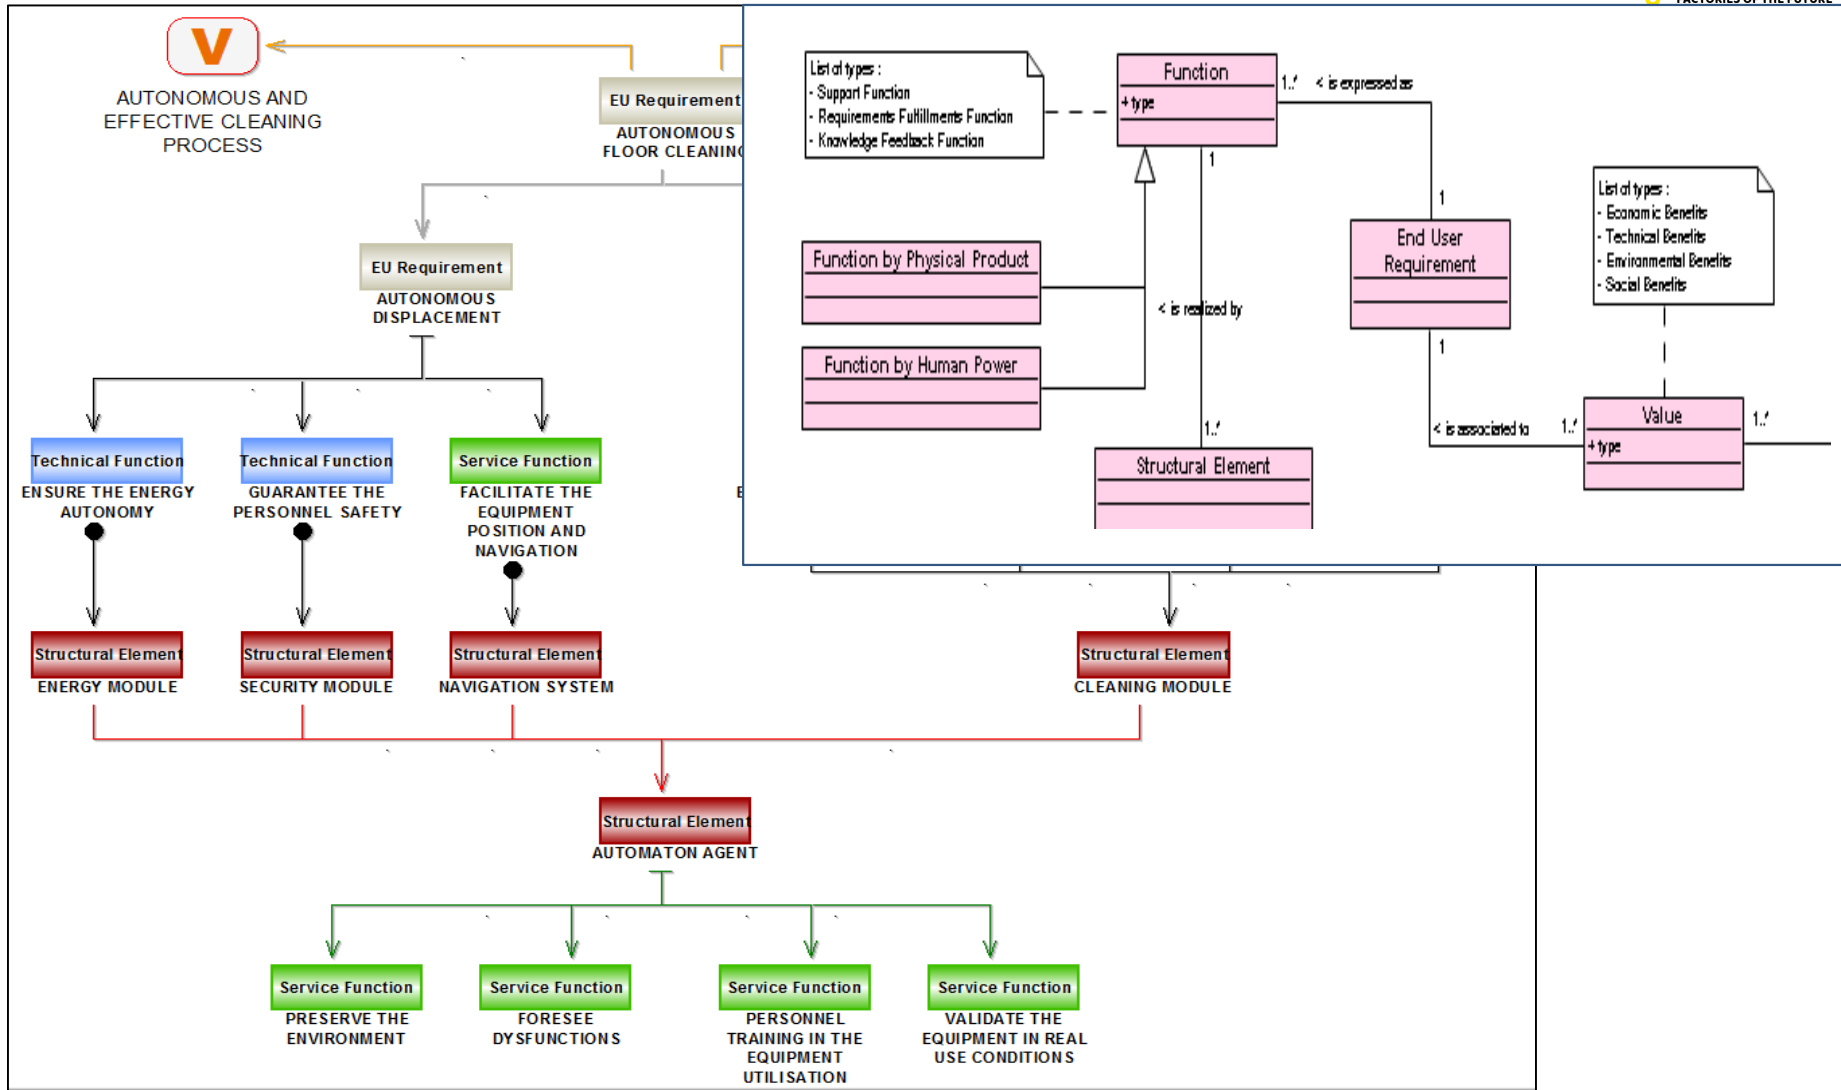 FACTORIES OF THE FUTURE
V
AUTONOMOUS AND
EFFECTIVE CLEANING
PROCESS
EU Requirement
AUTONOMOUS
FLOOR CLEANING
EU Requirement
AUTONOMOUS
DISPLACEMENT
Technical Function
ENSURE THE ENERGY
AUTONOMY
Technical Function
GUARANTEE THE
PERSONNEL SAFETY
Service Function
FACILITATE THE
EQUIPMENT
POSITION AND
NAVIGATION
Structural Element
ENERGY MODULE
Structural Element
SECURITY MODULE
Structural Element
NAVIGATION SYSTEM
Structural Element
CLEANING MODULE
Structural Element
AUTOMATON AGENT
Service Function
PRESERVE THE
ENVIRONMENT
Service Function
FORESEE
DYSFUNCTIONS
Service Function
PERSONNEL
TRAINING IN THE
EQUIPMENT
UTILISATION
Service Function
VALIDATE THE
EQUIPMENT IN REAL
USE CONDITIONS
List of types :
- Support Function
- Requirements Fulfillments Function
- Knowledge Feedback Function
Function
+ type
1..*
< is expressed as
1
1
End User
Requirement
1
List of types :
- Economic Benefits
- Technical Benefits
- Environmental Benefits
- Social Benefits
Function by Physical Product
< is realized by
Function by Human Power
1..*
Structural Element
< is associated to
1..*
Value
+ type
1..*